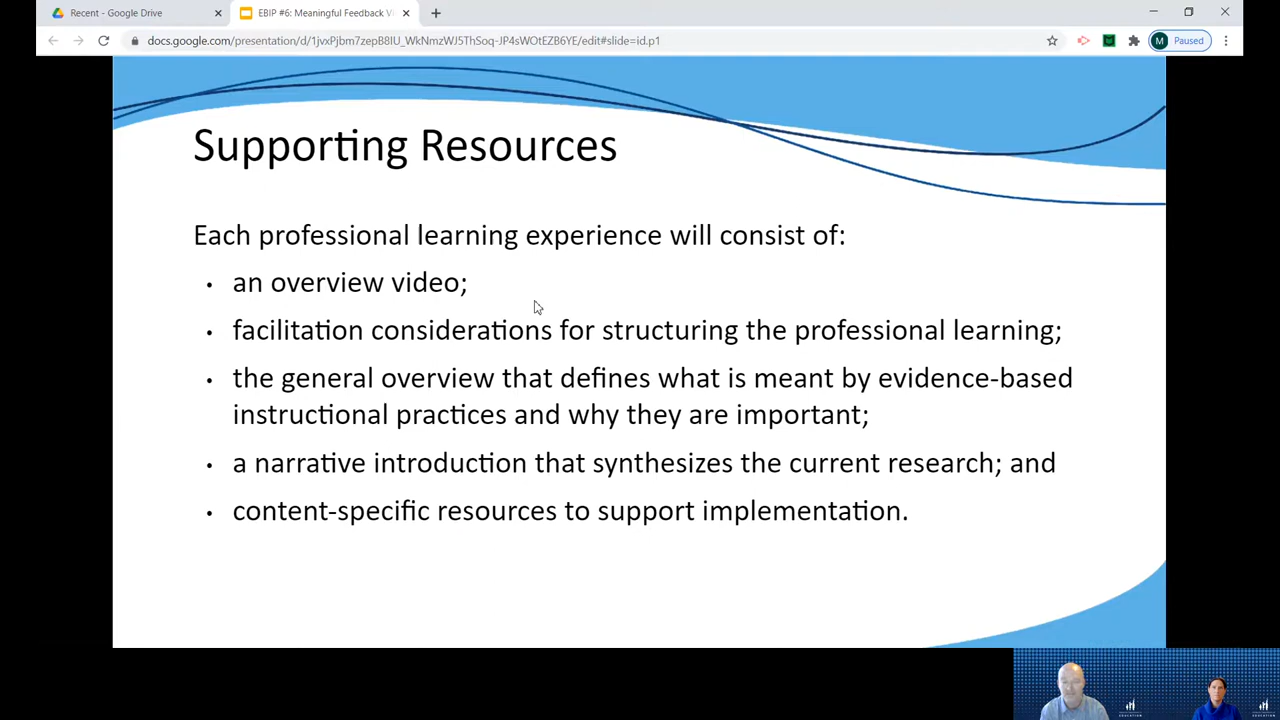 Recent - Google Drive
EBIP #6: Meaningful Feedback Vi
docs.google.com/presentation/d/1jvxPjbm7zepB8IU_WkNmzWJ5ThSoq-JP4sWOtEZB6YE/edit#slide=id.p1
M Paused
Supporting Resources
Each professional learning experience will consist of:
• an overview video;
• facilitation considerations for structuring the professional learning;
• the general overview that defines what is meant by evidence-based
instructional practices and why they are important;
• a narrative introduction that synthesizes the current research; and
• content-specific resources to support implementation.
EDUCATION
EDUCATION